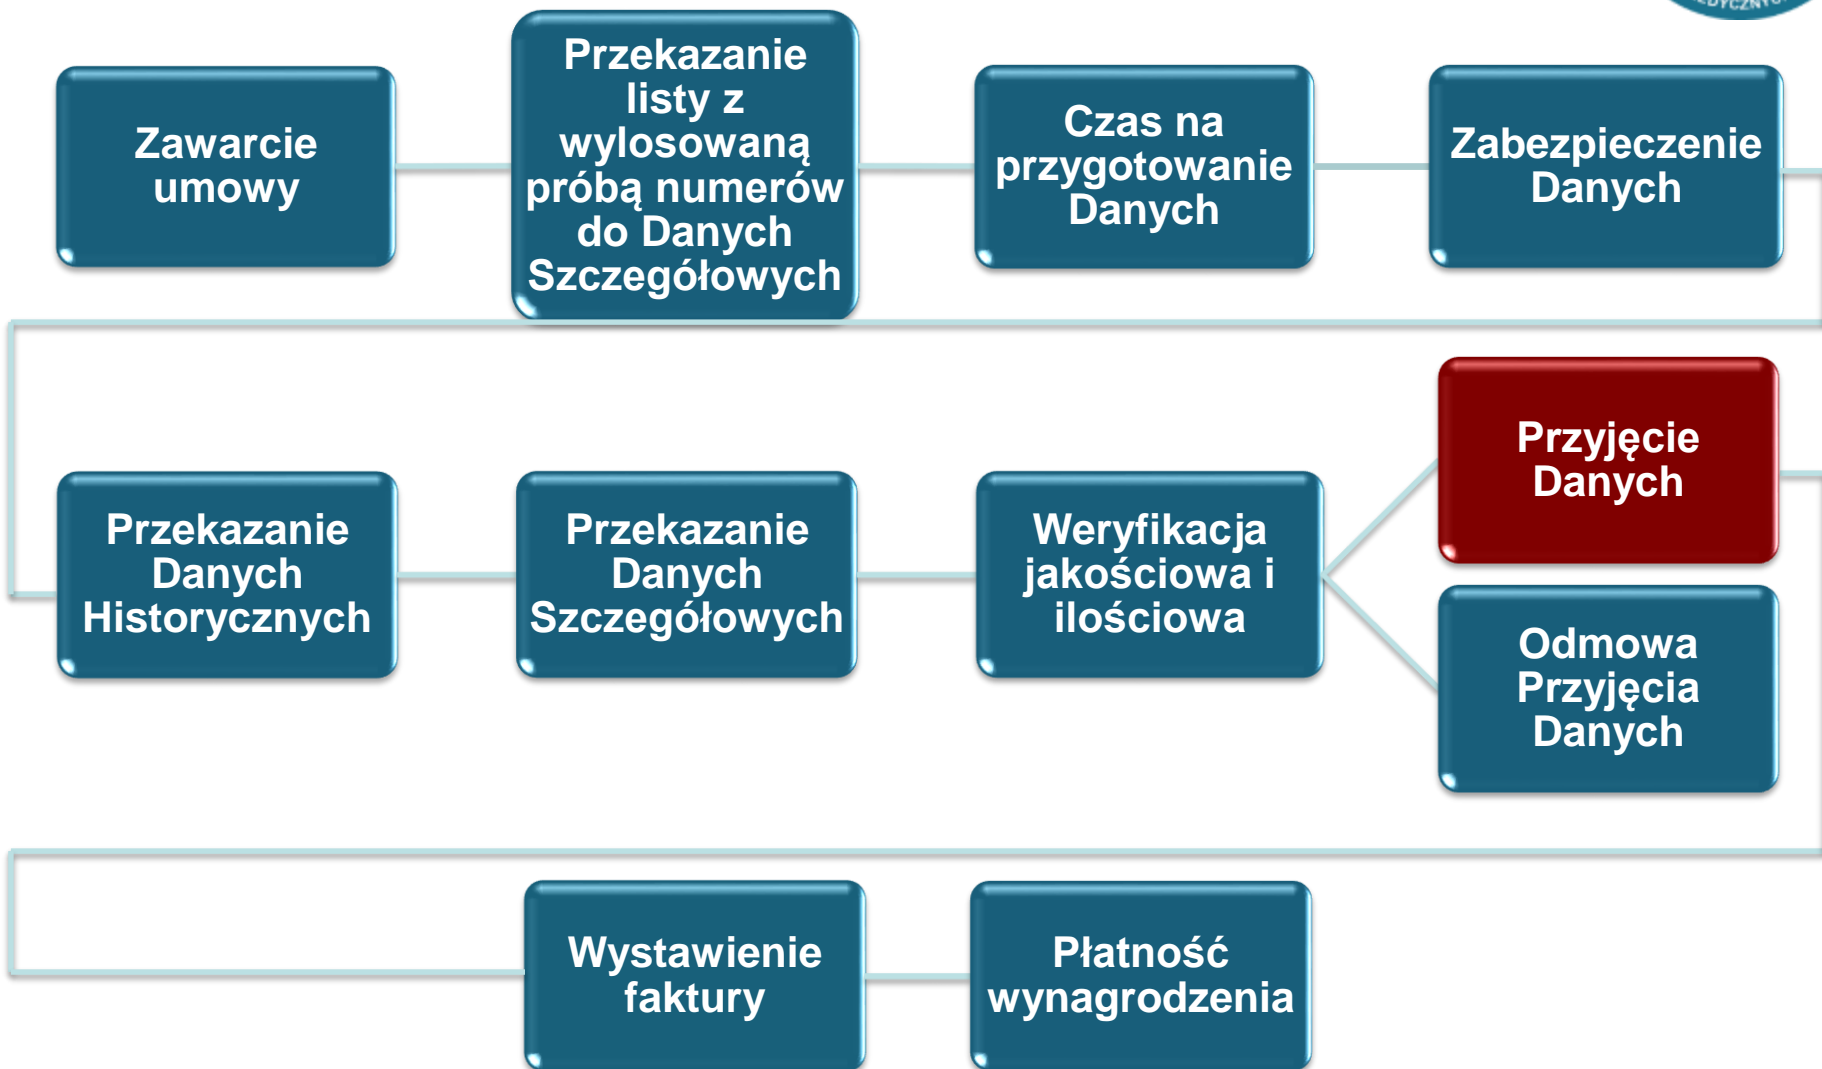 Zawarcie
umowy
Przekazanie
listy z
wylosowaną
próbą numerów
do Danych
Szczegółowych
Czas na
przygotowanie
Danych
Zabezpieczenie
Danych
Przekazanie
Danych
Historycznych
Przekazanie
Danych
Szczegółowych
Weryfikacja
jakościowa i
ilościowa
Przyjęcie
Danych
Odmowa
Przyjęcia
Danych
Wystawienie
faktury
Płatność
wynagrodzenia